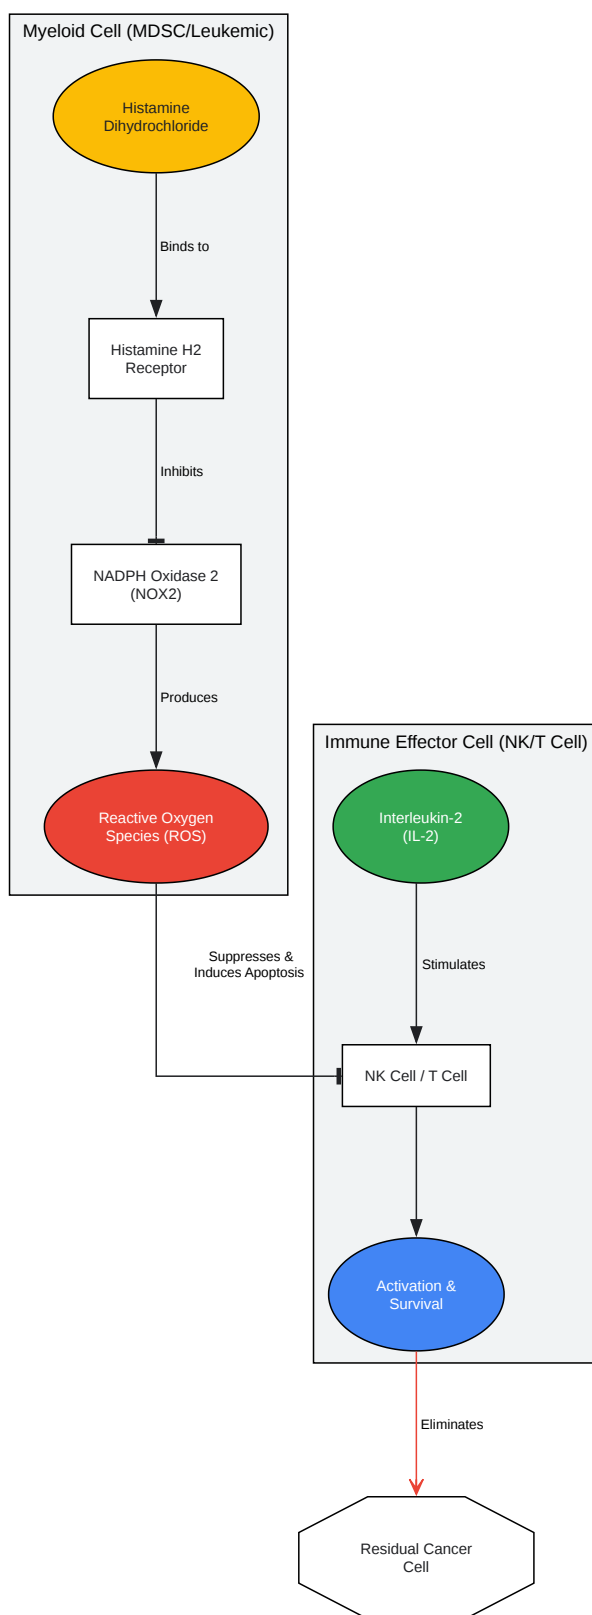 Myeloid Cell (MDSC/Leukemic)
Histamine
Dihydrochloride
Binds to
Histamine H2
Receptor
Inhibits
NADPH Oxidase 2
(NOX2)
Produces
Reactive Oxygen
Species (ROS)
Immune Effector Cell (NK/T Cell)
Interleukin-2
(IL-2)
Suppresses &
Induces Apoptosis
Stimulates
NK Cell / T Cell
Activation &
Survival
Eliminates
Residual Cancer
Cell